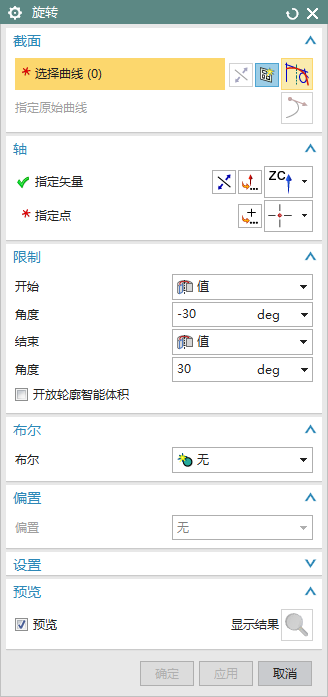 旋转
截面
* 选择曲线 (0)
指定原始曲线
轴
指定矢量
ZC
* 指定点
限制
开始 值
角度 -30 deg
结束 值
角度 30 deg
开放轮廓智能体积
布尔
布尔 无
偏置
偏置 无
设置
预览
预览 显示结果
确定 应用 取消